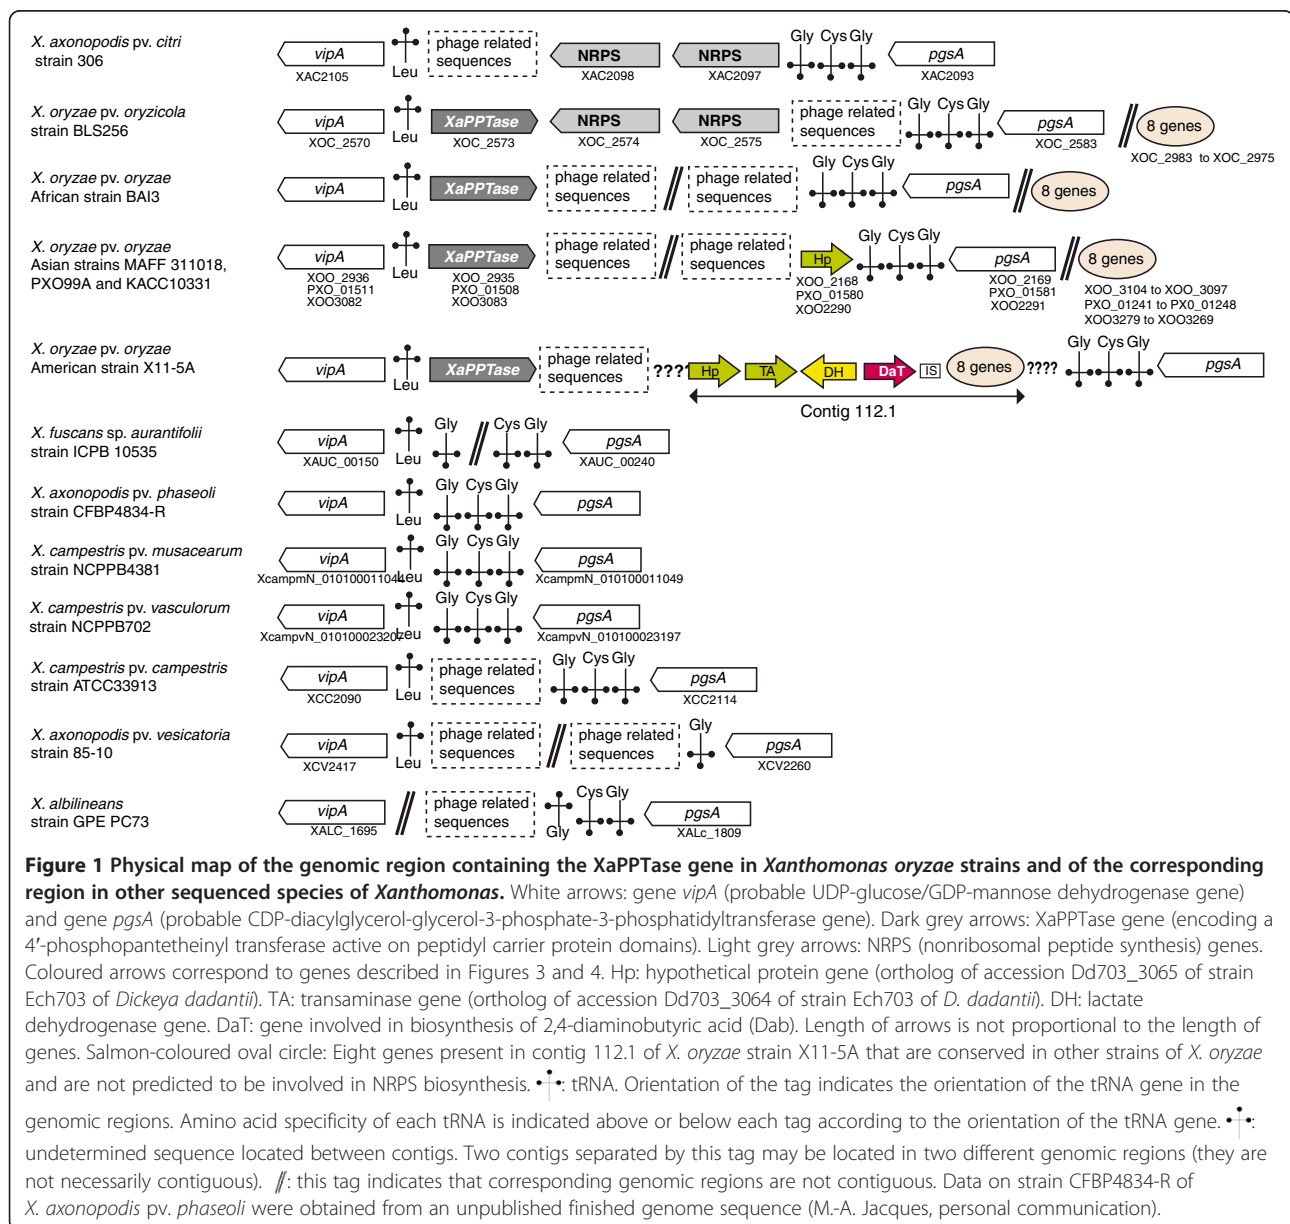 X. axonopodis pv. citri
strain 306
vipA
XAC2105
Leu
phage related
sequences
NRPS
XAC2098
NRPS
XAC2097
Gly Cys Gly
pgsA
XAC2093
X. oryzae pv. oryzicola
strain BLS256
vipA
XOC_2570
Leu
XaPPTase
XOC_2573
NRPS
XOC_2574
NRPS
XOC_2575
phage related
sequences
Gly Cys Gly
pgsA
XOC_2583
8 genes
XOC_2983 to XOC_2975
X. oryzae pv. oryzae
African strain BAI3
vipA
Leu
XaPPTase
phage related
sequences
phage related
sequences
Gly Cys Gly
pgsA
8 genes
X. oryzae pv. oryzae
Asian strains MAFF 311018,
PXO99A and KACC10331
vipA
XOO_2936
PXO_01511
XOO3082
Leu
XaPPTase
XOO_2935
PXO_01508
XOO3083
phage related
sequences
phage related
sequences
Hp
XOO_2168
PXO_01580
XOO2290
Gly Cys Gly
pgsA
XOO_2169
PXO_01581
XOO2291
8 genes
XOO_3104 to XOO_3097
PXO_01241 to PX0_01248
XOO3279 to XOO3269
X. oryzae pv. oryzae
American strain X11-5A
vipA
Leu
XaPPTase
phage related
sequences
????
Hp
TA
DH
DaT
IS
8 genes
????
Gly Cys Gly
pgsA
Contig 112.1
X. fuscans sp. aurantifolii
strain ICPB 10535
vipA
XAUC_00150
Leu
Gly
Cys Gly
pgsA
XAUC_00240
X. axonopodis pv. phaseoli
strain CFBP4834-R
vipA
Leu
Gly Cys Gly
pgsA
X. campestris pv. musacearum
strain NCPPB4381
vipA
XcampmN_010100011044
Leu
Gly Cys Gly
pgsA
XcampmN_010100011049
X. campestris pv. vasculorum
strain NCPPB702
vipA
XcampvN_010100023207
Leu
Gly Cys Gly
pgsA
XcampvN_010100023197
X. campestris pv. campestris
strain ATCC33913
vipA
XCC2090
Leu
phage related
sequences
Gly Cys Gly
pgsA
XCC2114
X. axonopodis pv. vesicatoria
strain 85-10
vipA
XCV2417
Leu
phage related
sequences
phage related
sequences
Gly
pgsA
XCV2260
X. albilineans
strain GPE PC73
vipA
XALC_1695
phage related
sequences
Gly
Cys Gly
pgsA
XALc_1809
Figure 1 Physical map of the genomic region containing the XaPPTase gene in Xanthomonas oryzae strains and of the corresponding
region in other sequenced species of Xanthomonas. White arrows: gene vipA (probable UDP-glucose/GDP-mannose dehydrogenase gene)
and gene pgsA (probable CDP-diacylglycerol-glycerol-3-phosphate-3-phosphatidyltransferase gene). Dark grey arrows: XaPPTase gene (encoding a
4′-phosphopantetheinyl transferase active on peptidyl carrier protein domains). Light grey arrows: NRPS (nonribosomal peptide synthesis) genes.
Coloured arrows correspond to genes described in Figures 3 and 4. Hp: hypothetical protein gene (ortholog of accession Dd703_3065 of strain
Ech703 of Dickeya dadantii). TA: transaminase gene (ortholog of accession Dd703_3064 of strain Ech703 of D. dadantii). DH: lactate
dehydrogenase gene. DaT: gene involved in biosynthesis of 2,4-diaminobutyric acid (Dab). Length of arrows is not proportional to the length of
genes. Salmon-coloured oval circle: Eight genes present in contig 112.1 of X. oryzae strain X11-5A that are conserved in other strains of X. oryzae
and are not predicted to be involved in NRPS biosynthesis. : tRNA. Orientation of the tag indicates the orientation of the tRNA gene in the
genomic regions. Amino acid specificity of each tRNA is indicated above or below each tag according to the orientation of the tRNA gene. :
undetermined sequence located between contigs. Two contigs separated by this tag may be located in two different genomic regions (they are
not necessarily contiguous). //: this tag indicates that corresponding genomic regions are not contiguous. Data on strain CFBP4834-R of
X. axonopodis pv. phaseoli were obtained from an unpublished finished genome sequence (M.-A. Jacques, personal communication).